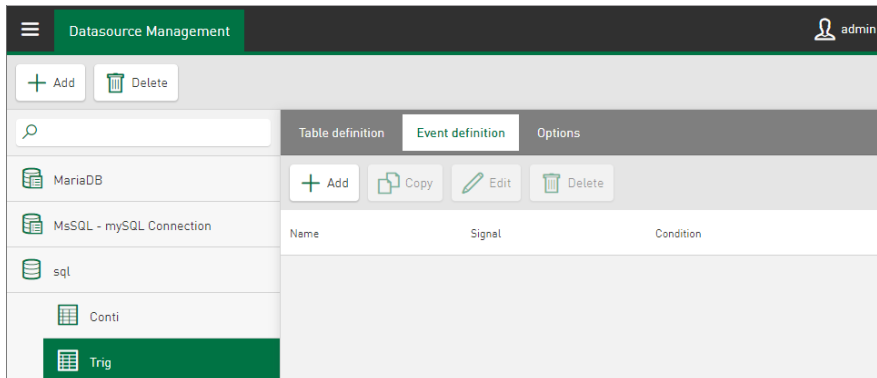 Datasource Management
admin
Add Delete
Table definition Event definition Options
MariaDB
Add Copy Edit Delete
MsSQL - mySQL Connection
Name Signal Condition
sql
Conti
Trig